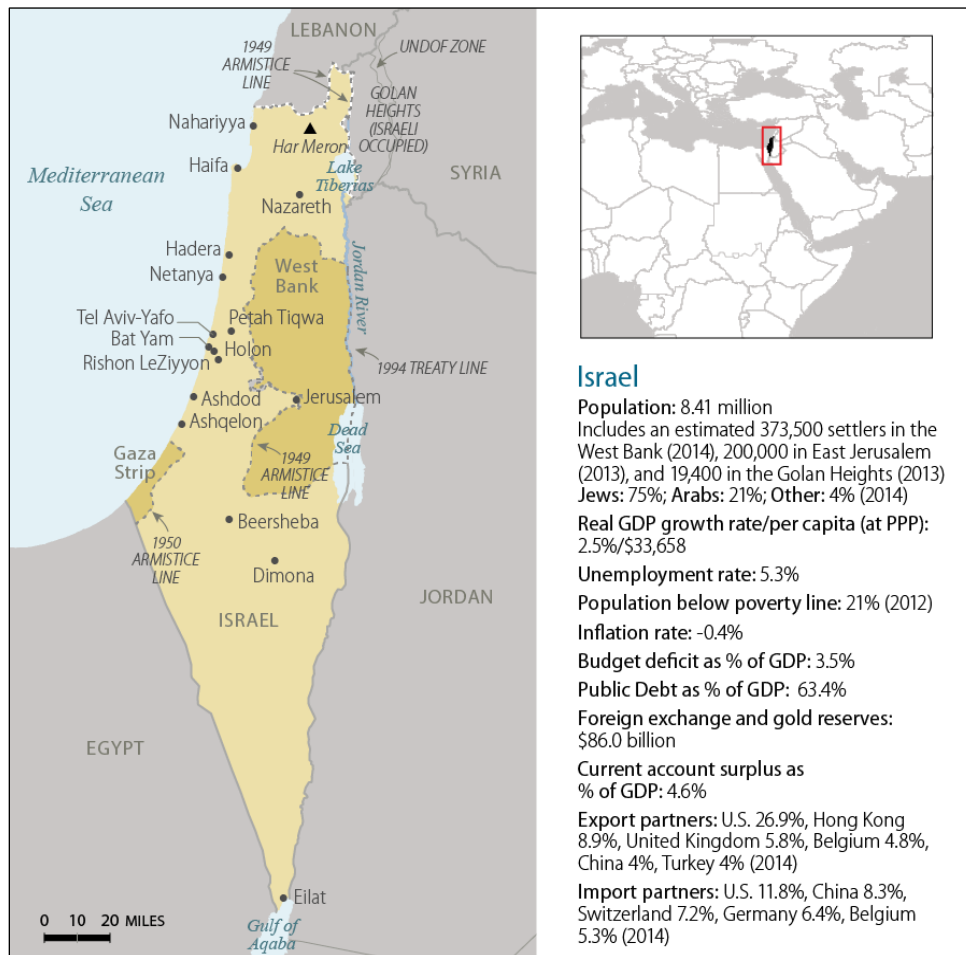 LEBANON
1949
ARMISTICE
LINE
UNDOF ZONE
GOLAN
HEIGHTS
(ISRAELI
OCCUPIED)
Nahariyya
Har Meron
Haifa
Lake
Tiberias
SYRIA
Mediterranean
Sea
Nazareth
Hadera
Netanya
West
Bank
Jordan River
Tel Aviv-Yafo
Petah Tiqwa
Bat Yam
Holon
Rishon LeZiyyon
1994 TREATY LINE
Ashdod
Jerusalem
Ashqelon
Dead
Sea
Gaza
Strip
1949
ARMISTICE
LINE
Beersheba
1950
ARMISTICE
LINE
Dimona
ISRAEL
JORDAN
EGYPT
Eilat
0 10 20 MILES
Gulf of
Aqaba
Israel
Population: 8.41 million
Includes an estimated 373,500 settlers in the
West Bank (2014), 200,000 in East Jerusalem
(2013), and 19,400 in the Golan Heights (2013)
Jews: 75%; Arabs: 21%; Other: 4% (2014)
Real GDP growth rate/per capita (at PPP):
2.5%/$33,658
Unemployment rate: 5.3%
Population below poverty line: 21% (2012)
Inflation rate: -0.4%
Budget deficit as % of GDP: 3.5%
Public Debt as % of GDP: 63.4%
Foreign exchange and gold reserves:
$86.0 billion
Current account surplus as
% of GDP: 4.6%
Export partners: U.S. 26.9%, Hong Kong
8.9%, United Kingdom 5.8%, Belgium 4.8%,
China 4%, Turkey 4% (2014)
Import partners: U.S. 11.8%, China 8.3%,
Switzerland 7.2%, Germany 6.4%, Belgium
5.3% (2014)